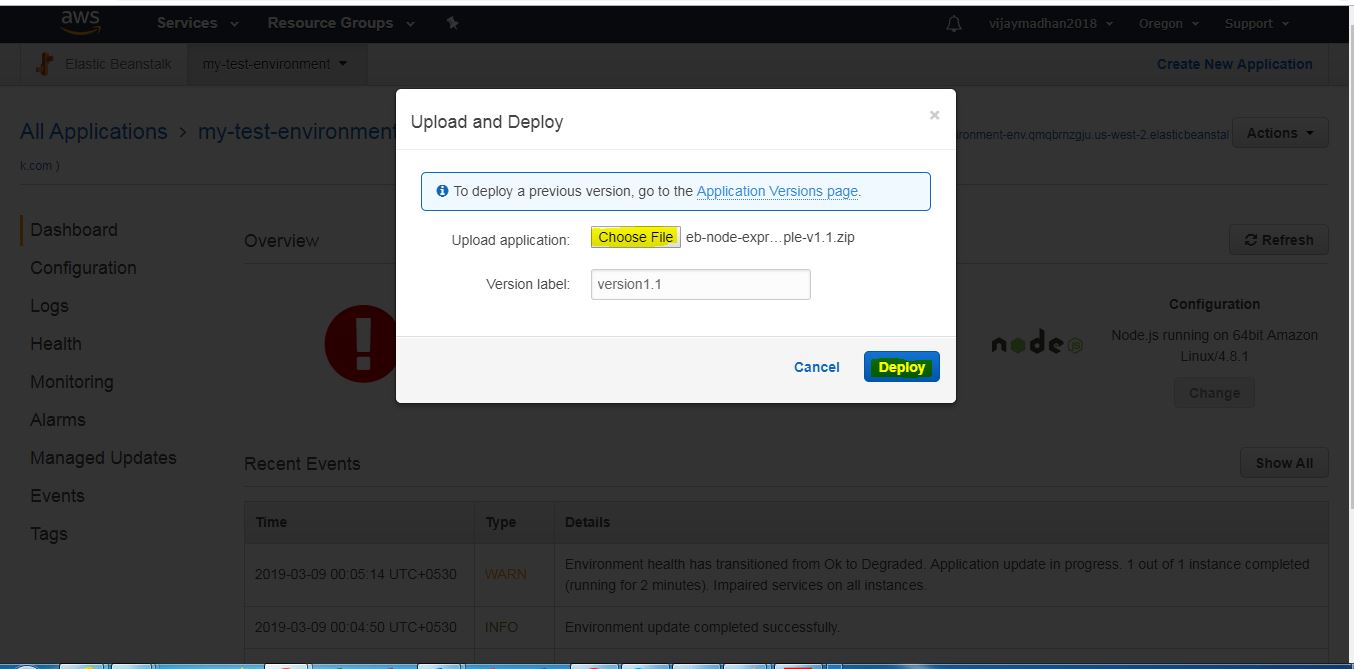 aws Services Resource Groups vijaymadhan2018 Oregon Support
Elastic Beanstalk my-test-environment Create New Application
Upload and Deploy ×
All Applications > my-test-environment ironment-env.qmqbrnzgju.us-west-2.elasticbeanstal Actions
k.com )
To deploy a previous version, go to the Application Versions page.
Upload application: Choose File eb-node-expr…ple-v1.1.zip
Version label: version1.1
Cancel Deploy
Dashboard
Configuration
Logs
Health
Monitoring
Alarms
Managed Updates
Events
Tags
Overview Refresh
Configuration
node JS
Node.js running on 64bit Amazon
Linux/4.8.1
Change
Recent Events Show All
Time Type Details
2019-03-09 00:05:14 UTC+0530 WARN Environment health has transitioned from Ok to Degraded. Application update in progress. 1 out of 1 instance completed
(running for 2 minutes). Impaired services on all instances.
2019-03-09 00:04:50 UTC+0530 INFO Environment update completed successfully.